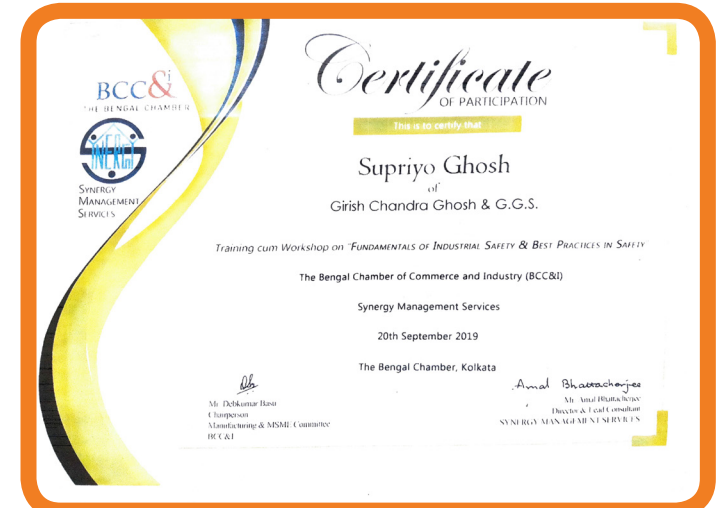 BCC&i
THE BENGAL CHAMBER
SYNERGY
SYNERGY
MANAGEMENT
SERVICES
Certificate
OF PARTICIPATION
This is to certify that
Supriyo Ghosh
of
Girish Chandra Ghosh & G.G.S.
Training cum Workshop on "FUNDAMENTALS OF INDUSTRIAL SAFETY & BEST PRACTICES IN SAFETY
The Bengal Chamber of Commerce and Industry (BCC&I)
Synergy Management Services
20th September 2019
The Bengal Chamber, Kolkata
Mr. Debkumar Basu
Chairperson
Manufacturing & MSME Committee
BCC&I
Amal Bhattacharjee
Mr. Amal Bhattacherjee
Director & Lead Consultant
SYNERGY MANAGEMENT SERVICES